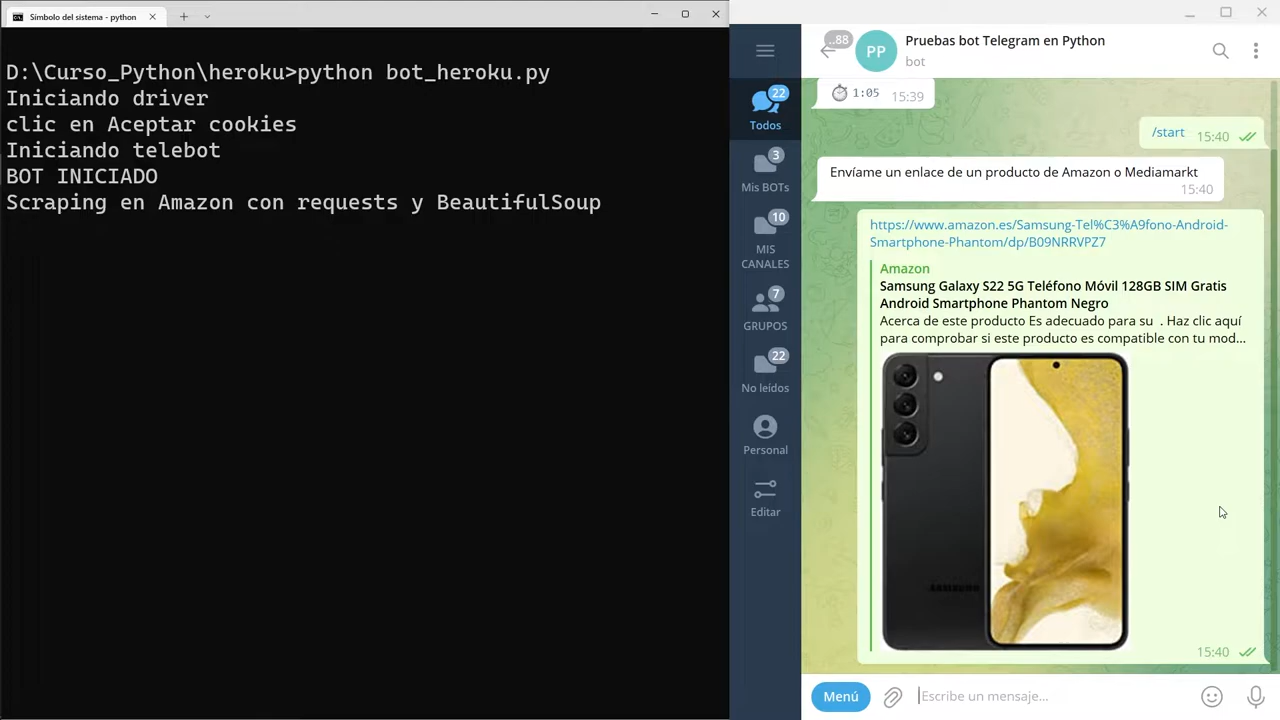 Símbolo del sistema - python
D:\Curso_Python\heroku>python bot_heroku.py
Iniciando driver
clic en Aceptar cookies
Iniciando telebot
BOT INICIADO
Scraping en Amazon con requests y BeautifulSoup
22
Todos
3
Mis BOTs
10
MIS
CANALES
7
GRUPOS
22
No leídos
Personal
Editar
..88
PP
Pruebas bot Telegram en Python
bot
1:05 15:39
/start 15:40
Envíame un enlace de un producto de Amazon o Mediamarkt
15:40
https://www.amazon.es/Samsung-Tel%C3%A9fono-Android-
Smartphone-Phantom/dp/B09NRRVPZ7
Amazon
Samsung Galaxy S22 5G Teléfono Móvil 128GB SIM Gratis
Android Smartphone Phantom Negro
Acerca de este producto Es adecuado para su . Haz clic aquí
para comprobar si este producto es compatible con tu mod...
SAMSUNG
15:40
Menú
Escribe un mensaje...